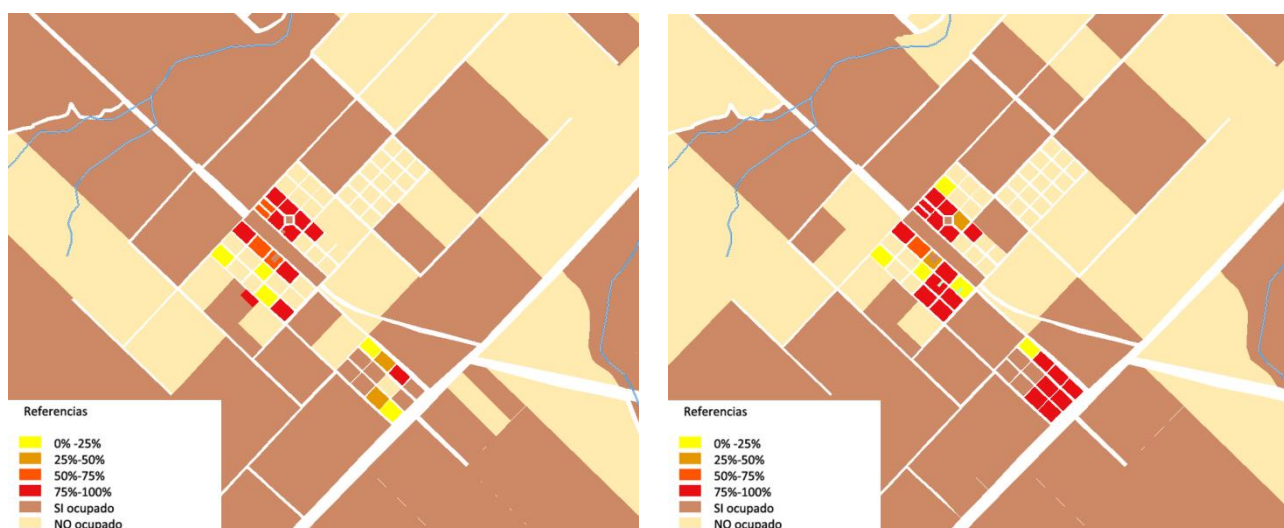 Referencias
0% -25%
25%-50%
50%-75%
75%-100%
SI ocupado
NO ocupado
Referencias
0% -25%
25%-50%
50%-75%
75%-100%
SI ocupado
NO ocupado